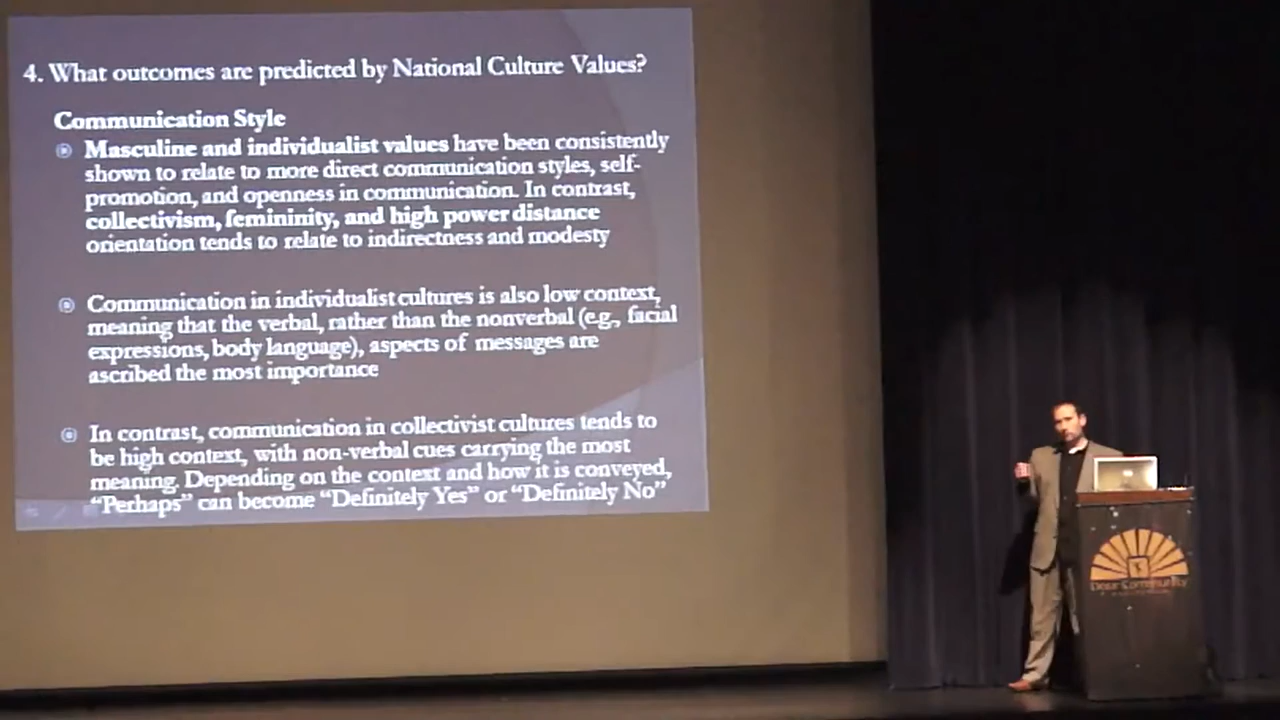 4. What outcomes are predicted by National Culture Values?
Communication Style
Masculine and individualist values have been consistently
shown to relate to more direct communication styles, self-
promotion, and openness in communication. In contrast,
collectivism, femininity, and high power distance
orientation tends to relate to indirectness and modesty
Communication in individualist cultures is also low context,
meaning that the verbal, rather than the nonverbal (e.g., facial
expressions, body language), aspects of messages are
ascribed the most importance
In contrast, communication in collectivist cultures tends to
be high context, with non-verbal cues carrying the most
meaning. Depending on the context and how it is conveyed,
“Perhaps” can become “Definitely Yes” or “Definitely No”
Community